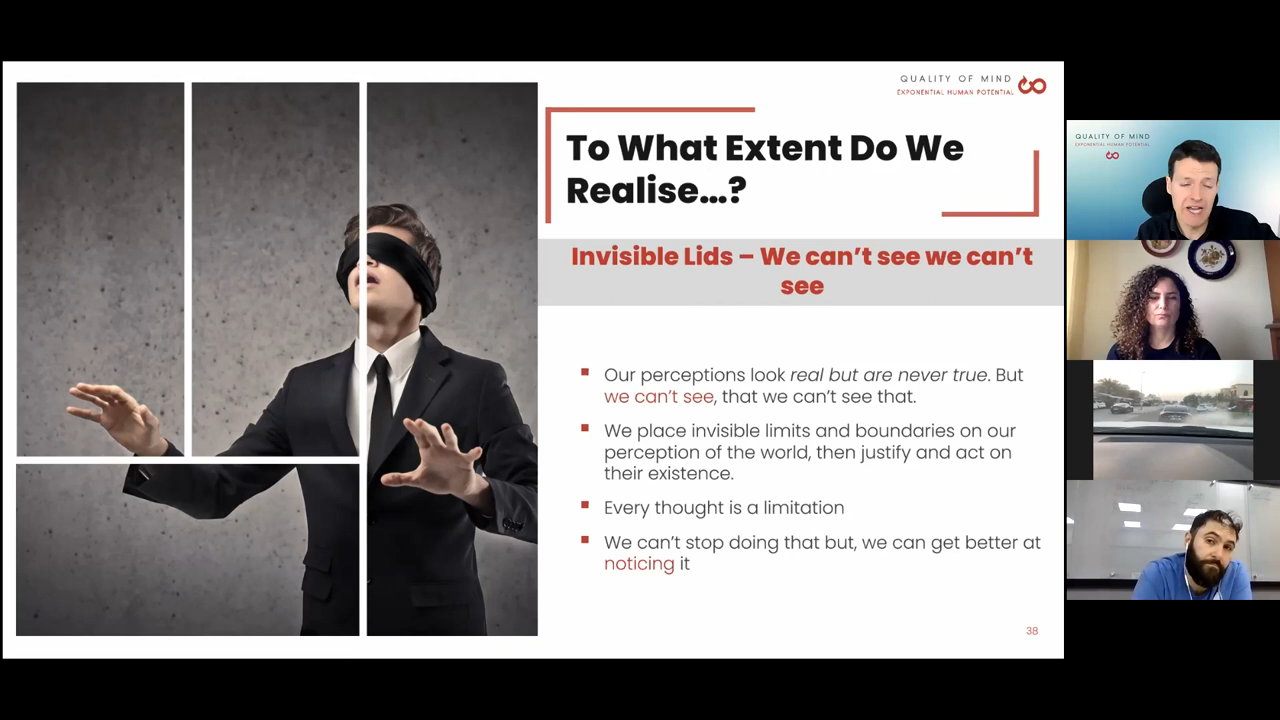 QUALITY OF MIND
EXPONENTIAL HUMAN POTENTIAL
To What Extent Do We
Realise...?
Invisible Lids – We can't see we can't
see
▪ Our perceptions look real but are never true. But
we can't see, that we can't see that.
▪ We place invisible limits and boundaries on our
perception of the world, then justify and act on
their existence.
▪ Every thought is a limitation
▪ We can't stop doing that but, we can get better at
noticing it
38
QUALITY OF MIND
EXPONENTIAL HUMAN POTENTIAL